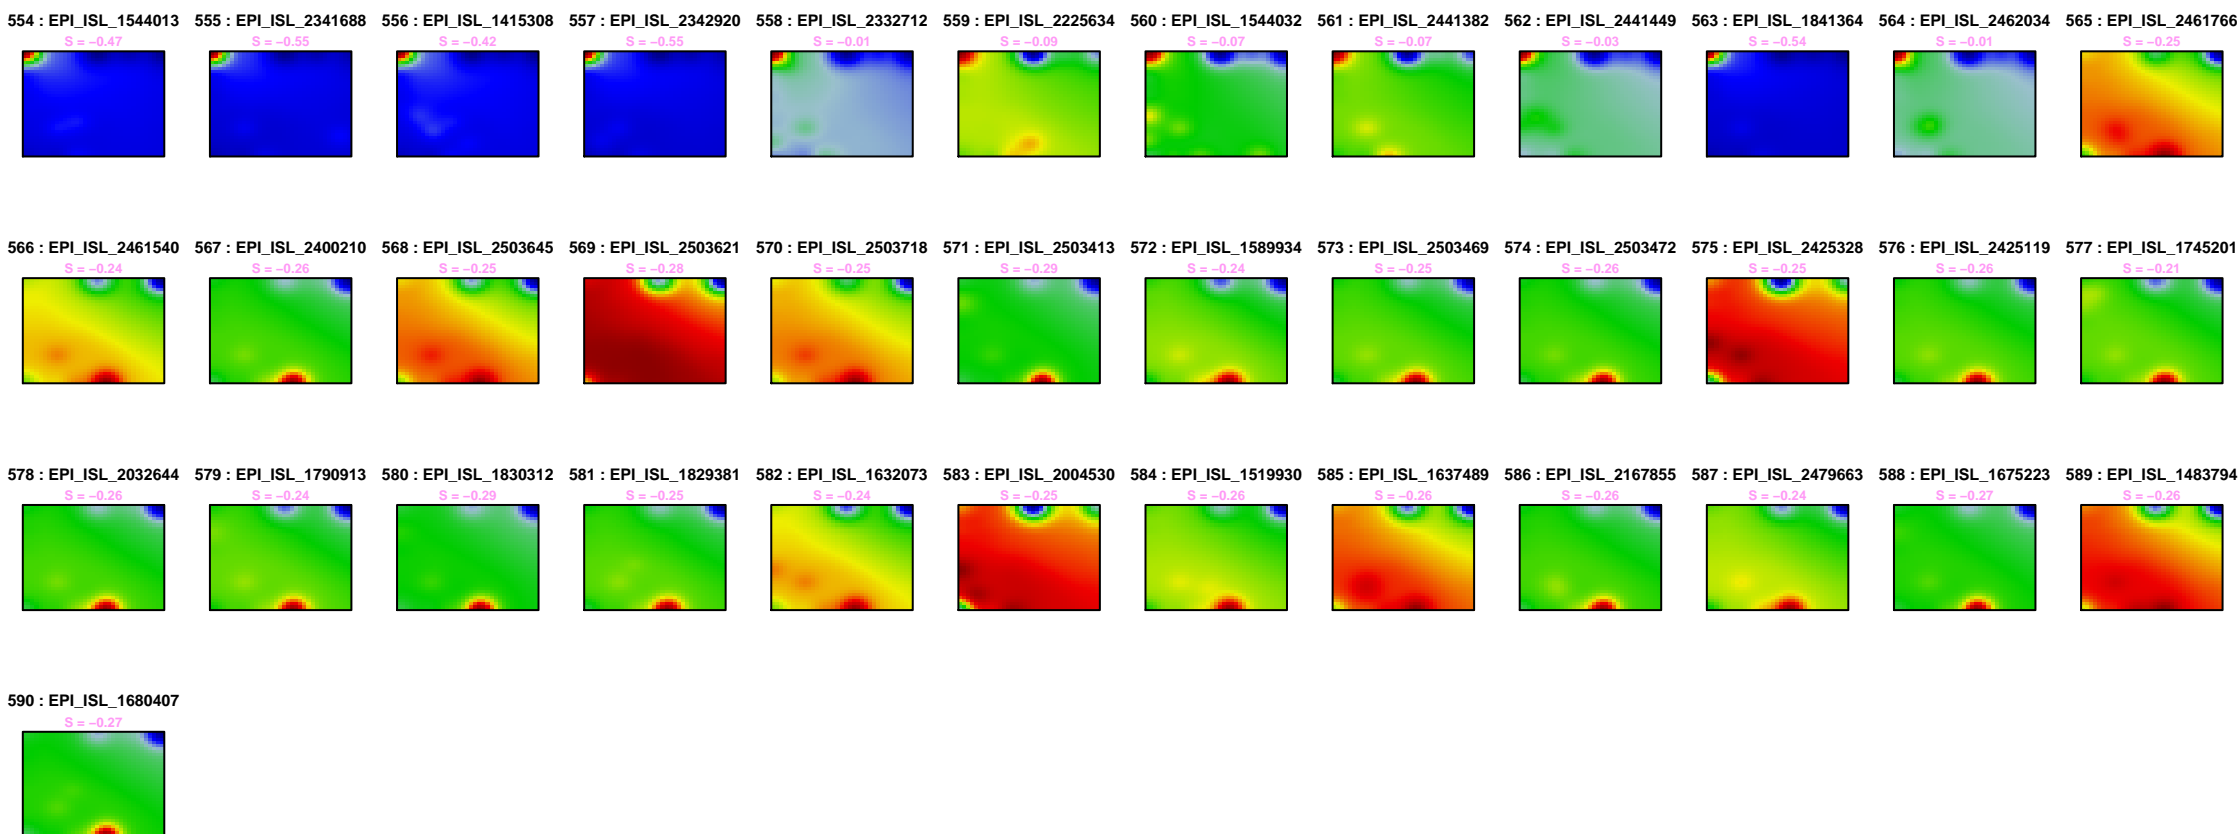 554 : EPI_ISL_1544013 555 : EPI_ISL_2341688 556 : EPI_ISL_1415308 557 : EPI_ISL_2342920 558 : EPI_ISL_2332712 559 : EPI_ISL_2225634 560 : EPI_ISL_1544032 561 : EPI_ISL_2441382 562 : EPI_ISL_2441449 563 : EPI_ISL_1841364 564 : EPI_ISL_2462034 565 : EPI_ISL_2461766
S = −0.47 S = −0.55 S = −0.42 S = −0.55 S = −0.01 S = −0.09 S = −0.07 S = −0.07 S = −0.03 S = −0.54 S = −0.01 S = −0.25
566 : EPI_ISL_2461540 567 : EPI_ISL_2400210 568 : EPI_ISL_2503645 569 : EPI_ISL_2503621 570 : EPI_ISL_2503718 571 : EPI_ISL_2503413 572 : EPI_ISL_1589934 573 : EPI_ISL_2503469 574 : EPI_ISL_2503472 575 : EPI_ISL_2425328 576 : EPI_ISL_2425119 577 : EPI_ISL_1745201
S = −0.24 S = −0.26 S = −0.25 S = −0.28 S = −0.25 S = −0.29 S = −0.24 S = −0.25 S = −0.26 S = −0.25 S = −0.26 S = −0.21
578 : EPI_ISL_2032644 579 : EPI_ISL_1790913 580 : EPI_ISL_1830312 581 : EPI_ISL_1829381 582 : EPI_ISL_1632073 583 : EPI_ISL_2004530 584 : EPI_ISL_1519930 585 : EPI_ISL_1637489 586 : EPI_ISL_2167855 587 : EPI_ISL_2479663 588 : EPI_ISL_1675223 589 : EPI_ISL_1483794
S = −0.26 S = −0.24 S = −0.29 S = −0.25 S = −0.24 S = −0.25 S = −0.26 S = −0.26 S = −0.26 S = −0.24 S = −0.27 S = −0.26
590 : EPI_ISL_1680407
S = −0.27